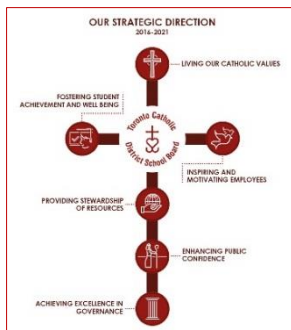 OUR STRATEGIC DIRECTION
2016-2021
LIVING OUR CATHOLIC VALUES
FOSTERING STUDENT
ACHIEVEMENT AND WELL BEING
Toronto Catholic
District School Board
INSPIRING AND
MOTIVATING EMPLOYEES
PROVIDING STEWARDSHIP
OF RESOURCES
ENHANCING PUBLIC
CONFIDENCE
ACHIEVING EXCELLENCE IN
GOVERNANCE